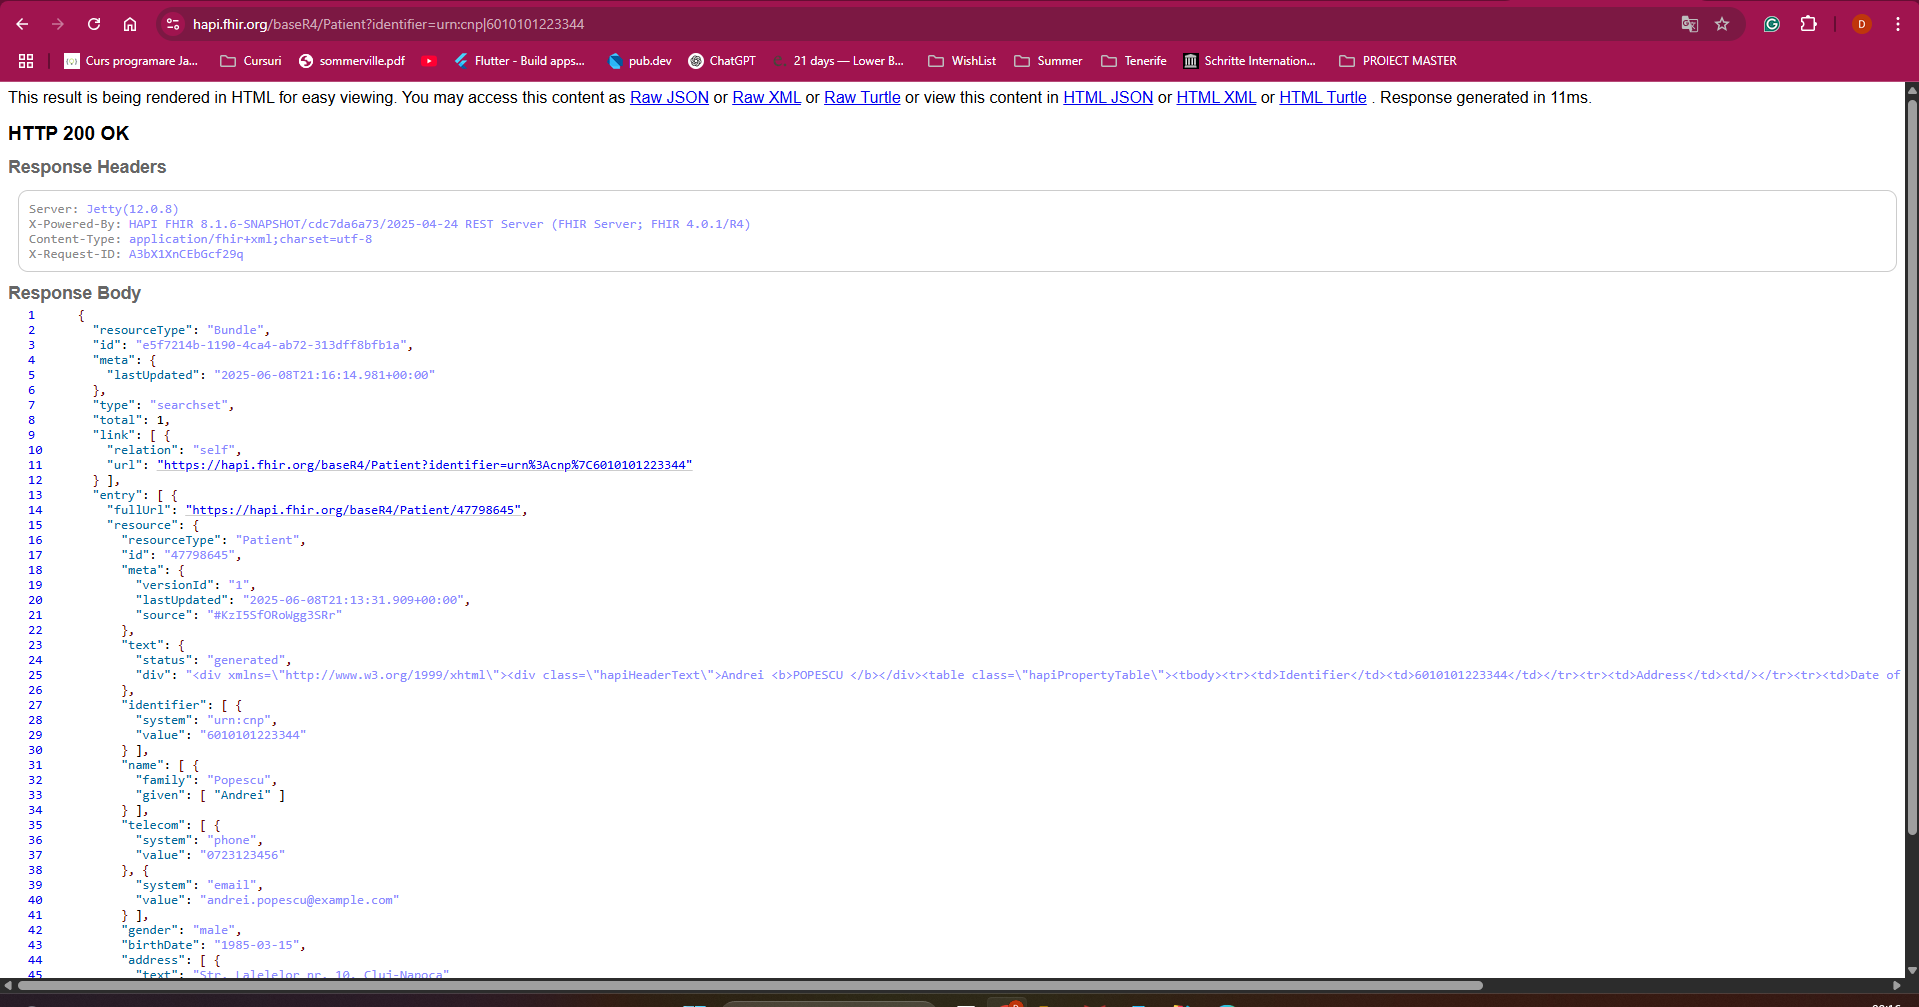 hapi.fhir.org/baseR4/Patient?identifier=urn:cnp|6010101223344
D
Curs programare Ja... Cursuri sommerville.pdf Flutter - Build apps... pub.dev ChatGPT 21 days — Lower B... WishList Summer Tenerife Schritte Internation... PROIECT MASTER
This result is being rendered in HTML for easy viewing. You may access this content as Raw JSON or Raw XML or Raw Turtle or view this content in HTML JSON or HTML XML or HTML Turtle . Response generated in 11ms.
HTTP 200 OK
Response Headers
Server: Jetty(12.0.8)
X-Powered-By: HAPI FHIR 8.1.6-SNAPSHOT/cdc7da6a73/2025-04-24 REST Server (FHIR Server; FHIR 4.0.1/R4)
Content-Type: application/fhir+xml;charset=utf-8
X-Request-ID: A3bX1XnCEbGcf29q
Response Body
1 {
2 "resourceType": "Bundle",
3 "id": "e5f7214b-1190-4ca4-ab72-313dff8bfb1a",
4 "meta": {
5 "lastUpdated": "2025-06-08T21:16:14.981+00:00"
6 },
7 "type": "searchset",
8 "total": 1,
9 "link": [ {
10 "relation": "self",
11 "url": "https://hapi.fhir.org/baseR4/Patient?identifier=urn%3Acnp%7C6010101223344"
12 } ],
13 "entry": [ {
14 "fullUrl": "https://hapi.fhir.org/baseR4/Patient/47798645",
15 "resource": {
16 "resourceType": "Patient",
17 "id": "47798645",
18 "meta": {
19 "versionId": "1",
20 "lastUpdated": "2025-06-08T21:13:31.909+00:00",
21 "source": "#KzI5SfORoWgg3SRr"
22 },
23 "text": {
24 "status": "generated",
25 "div": "<div xmlns=\"http://www.w3.org/1999/xhtml\"><div class=\"hapiHeaderText\">Andrei <b>POPESCU </b></div><table class=\"hapiPropertyTable\"><tbody><tr><td>Identifier</td><td>6010101223344</td></tr><tr><td>Address</td><td/></tr><tr><td>Date of
26 },
27 "identifier": [ {
28 "system": "urn:cnp",
29 "value": "6010101223344"
30 } ],
31 "name": [ {
32 "family": "Popescu",
33 "given": [ "Andrei" ]
34 } ],
35 "telecom": [ {
36 "system": "phone",
37 "value": "0723123456"
38 }, {
39 "system": "email",
40 "value": "andrei.popescu@example.com"
41 } ],
42 "gender": "male",
43 "birthDate": "1985-03-15",
44 "address": [ {
45 "text": "Str. Lalelelor nr. 10, Cluj-Napoca"